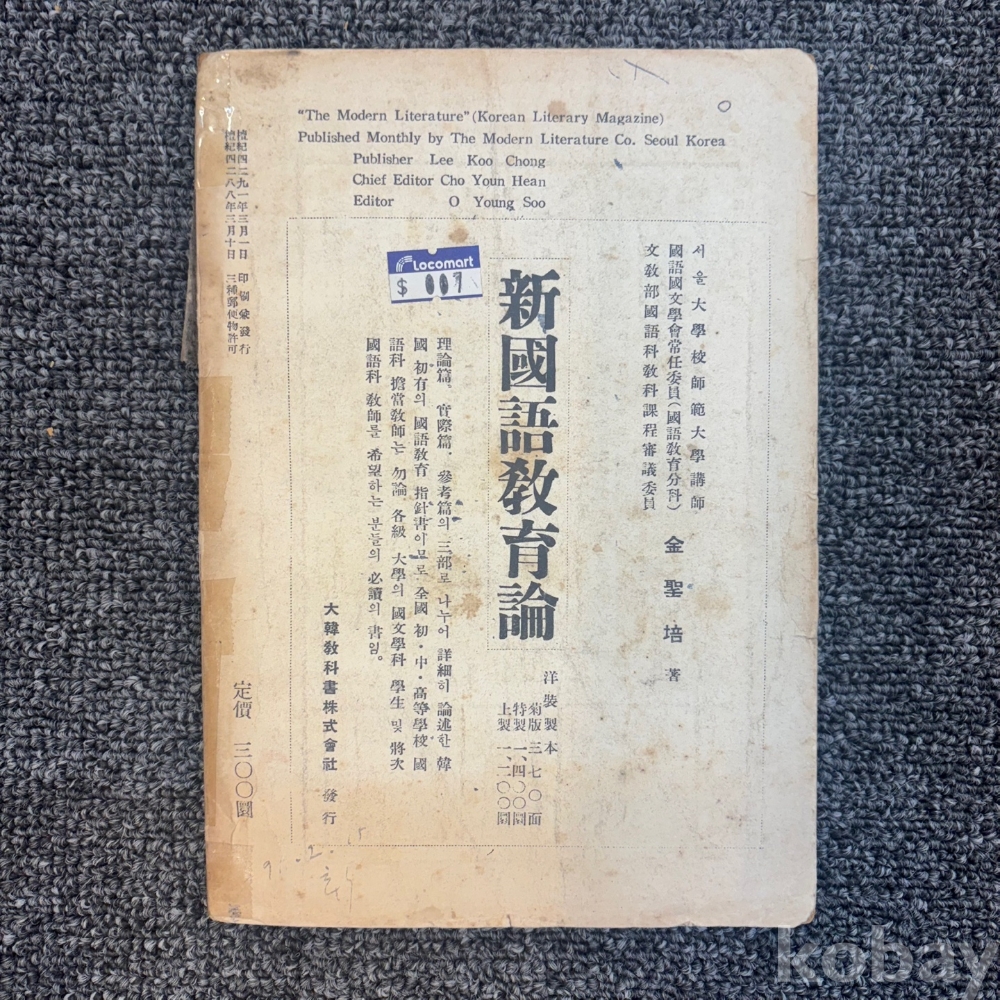 "The Modern Literature" (Korean Literary Magazine)
Published Monthly by The Modern Literature Co. Seoul Korea
Publisher Lee Koo Chong
Chief Editor Cho Youn Hean
Editor O Young Soo
서울大學校師範大學講師
國語國文學會常任委員(國語敎育分科)
文敎部國語科敎科課程審議委員
金聖培 著
新國語敎育論
洋裝製本
菊版 三七〇面
特製 一、四〇〇圜
上製 一、二〇〇圜
理論篇、實際篇、參考篇의 三部로 나누어 詳細히 論述한 韓
國 初有의 國語敎育 指針書이므로 全國 初·中·高等學校 國
語科 擔當敎師는 勿論 各級 大學의 國文學科 學生 및 將次
國語科 敎師를 希望하는 분들의 必讀의 書임。
大韓敎科書株式會社 發行
檀紀四二九一年三月一日 印刷兼發行
檀紀四二八八年三月十日 三種郵便物許可
定價 三〇〇圜
Locomart
$ 001
kobay